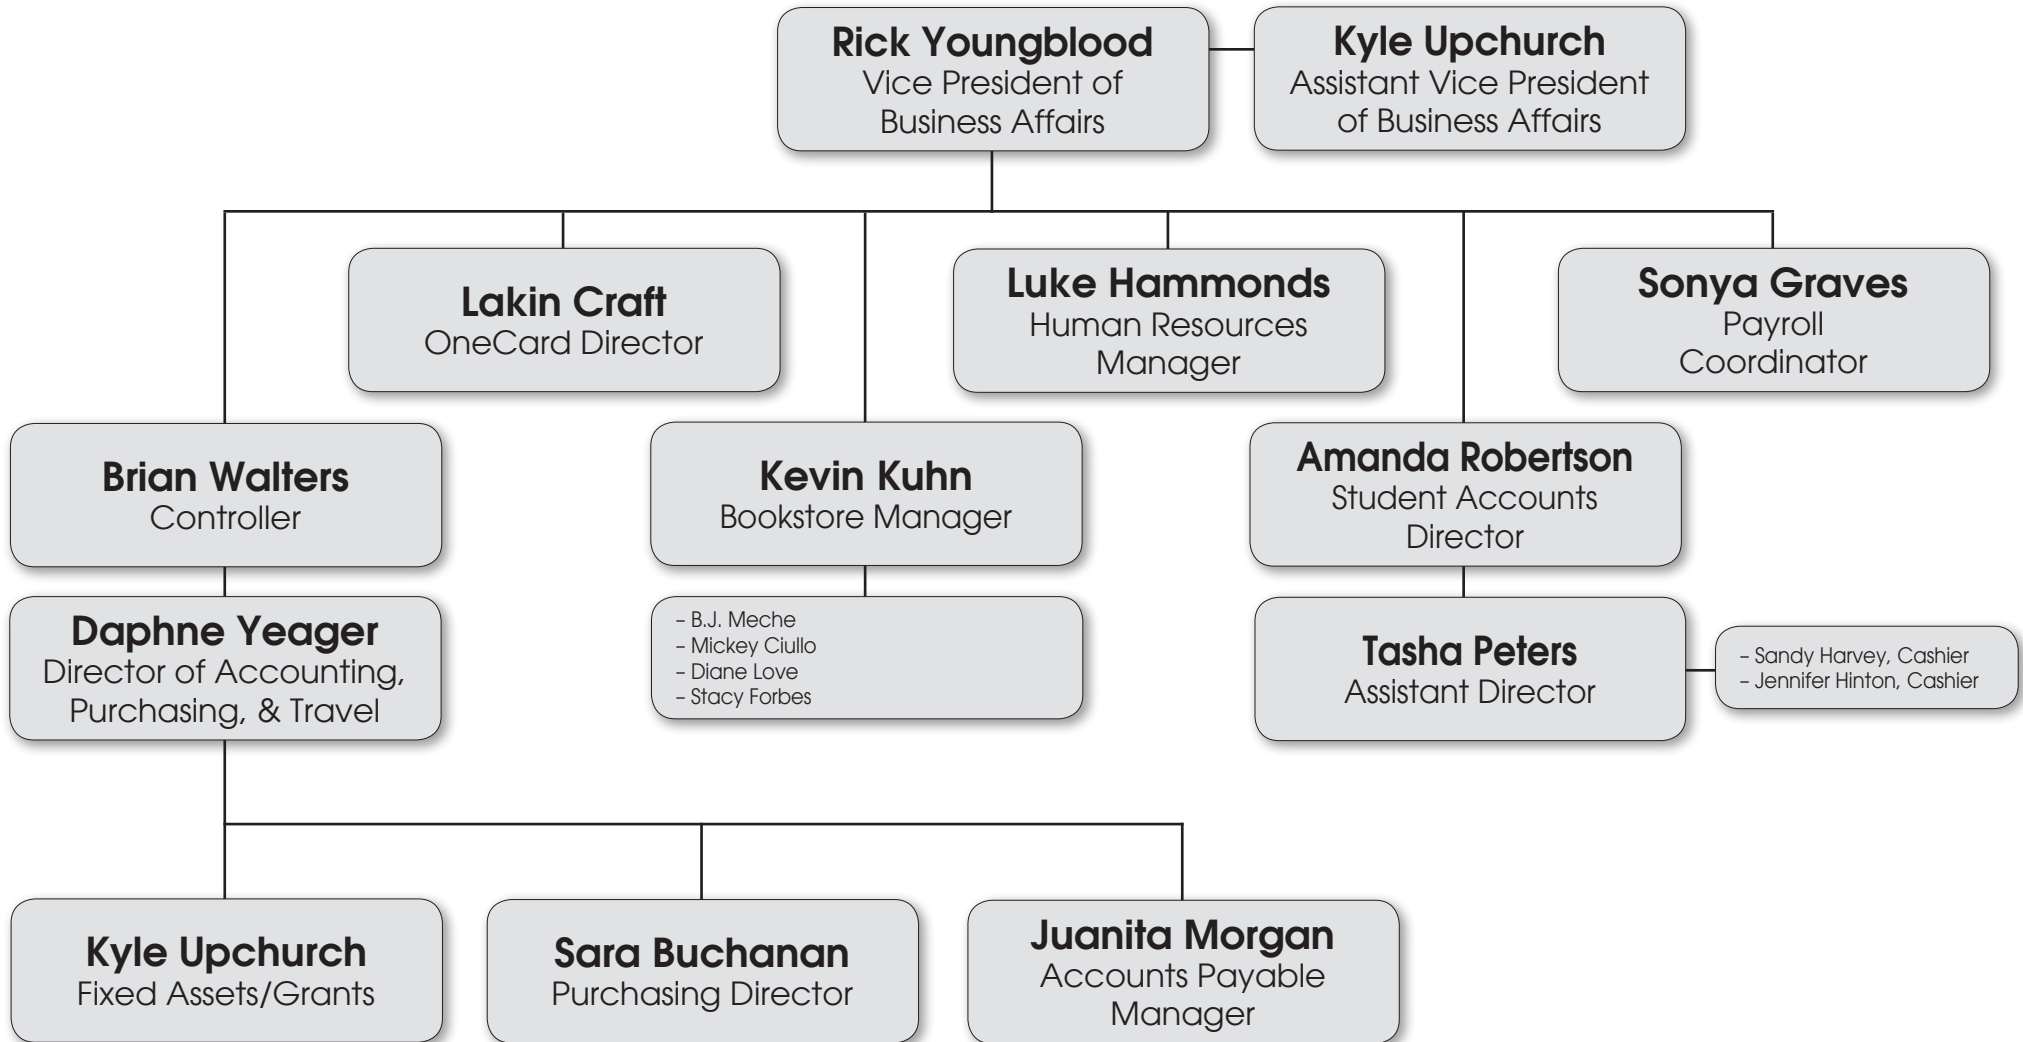 Rick Youngblood
Vice President of
Business Affairs
Kyle Upchurch
Assistant Vice President
of Business Affairs
Lakin Craft
OneCard Director
Luke Hammonds
Human Resources
Manager
Sonya Graves
Payroll
Coordinator
Brian Walters
Controller
Kevin Kuhn
Bookstore Manager
Amanda Robertson
Student Accounts
Director
Daphne Yeager
Director of Accounting,
Purchasing, & Travel
– B.J. Meche
– Mickey Ciullo
– Diane Love
– Stacy Forbes
Tasha Peters
Assistant Director
– Sandy Harvey, Cashier
– Jennifer Hinton, Cashier
Kyle Upchurch
Fixed Assets/Grants
Sara Buchanan
Purchasing Director
Juanita Morgan
Accounts Payable
Manager